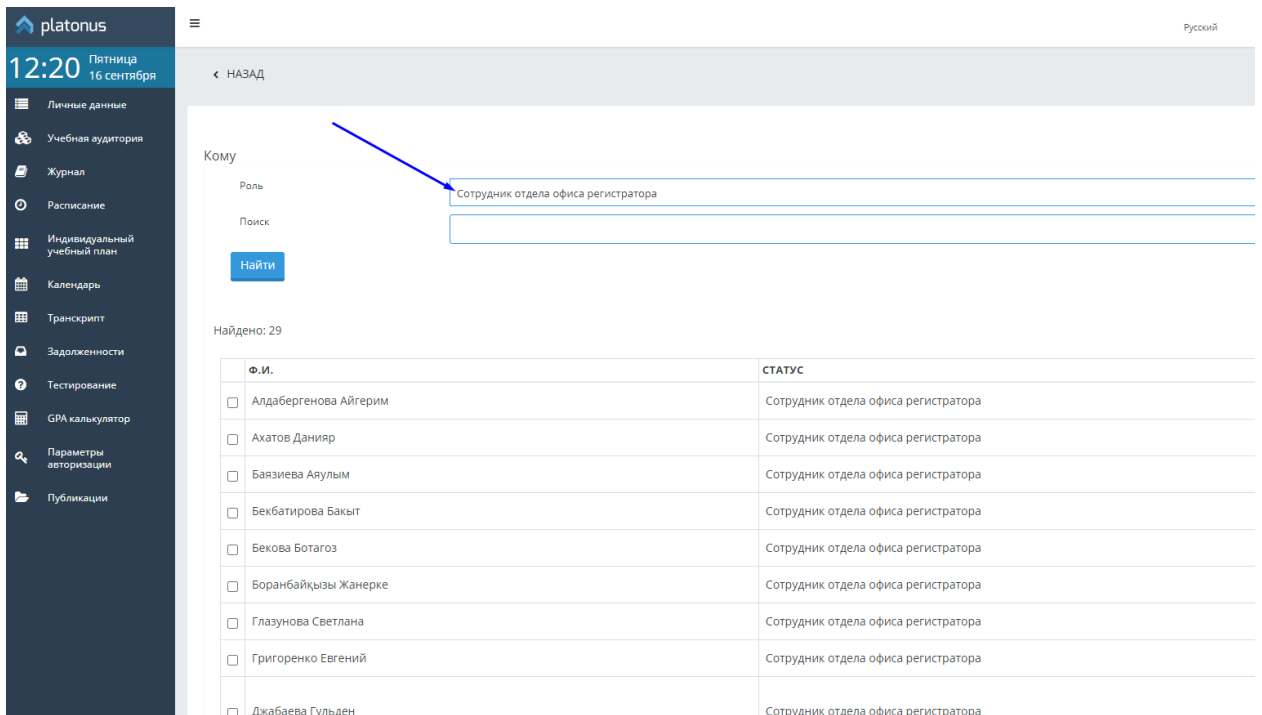 platonus
Русский
12:20 Пятница
16 сентября
НАЗАД
Личные данные
Учебная аудитория
Журнал
Расписание
Индивидуальный
учебный план
Календарь
Транскрипт
Задолженности
Тестирование
GPA калькулятор
Параметры
авторизации
Публикации
Кому
Роль Сотрудник отдела офиса регистратора
Поиск
Найти
Найдено: 29
Ф.И. СТАТУС
Алдабергенова Айгерим Сотрудник отдела офиса регистратора
Ахатов Данияр Сотрудник отдела офиса регистратора
Баязиева Аяулым Сотрудник отдела офиса регистратора
Бекбатирова Бакыт Сотрудник отдела офиса регистратора
Бекова Ботагоз Сотрудник отдела офиса регистратора
Боранбайқызы Жанерке Сотрудник отдела офиса регистратора
Глазунова Светлана Сотрудник отдела офиса регистратора
Григоренко Евгений Сотрудник отдела офиса регистратора
Джабаева Гульден Сотрудник отдела офиса регистратора